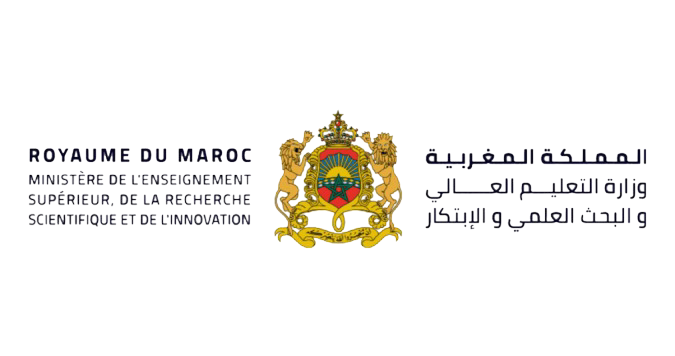 ROYAUME DU MAROC
MINISTÈRE DE L'ENSEIGNEMENT
SUPÉRIEUR, DE LA RECHERCHE
SCIENTIFIQUE ET DE L'INNOVATION
المملكة المغربية
وزارة التعليم العالي
و البحث العلمي و الإبتكار